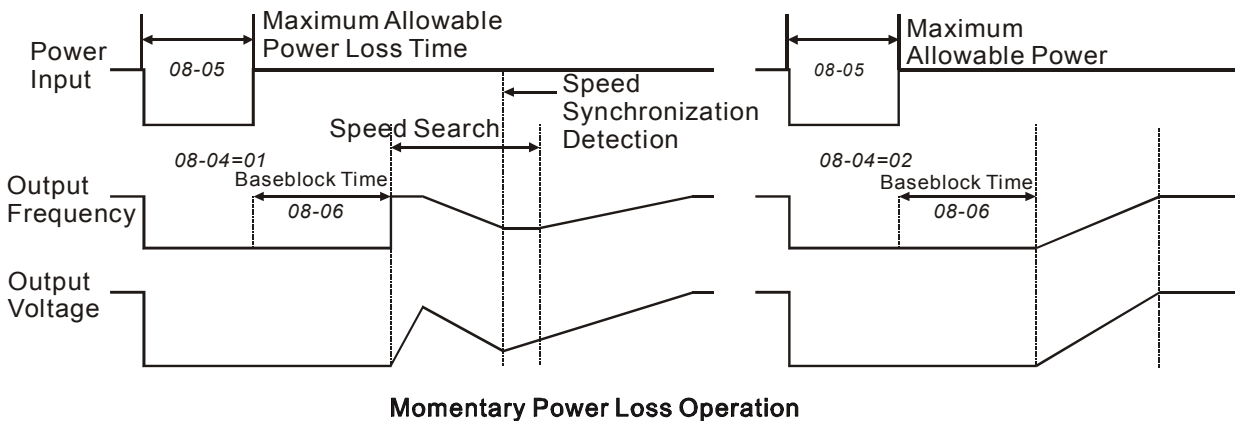 Maximum Allowable
Power Loss Time
Power
Input
08-05
Speed
Synchronization
Detection
Speed Search
08-04=01
Baseblock Time
08-06
Output
Frequency
Output
Voltage
Maximum
Allowable Power
08-05
08-04=02
Baseblock Time
08-06
Momentary Power Loss Operation